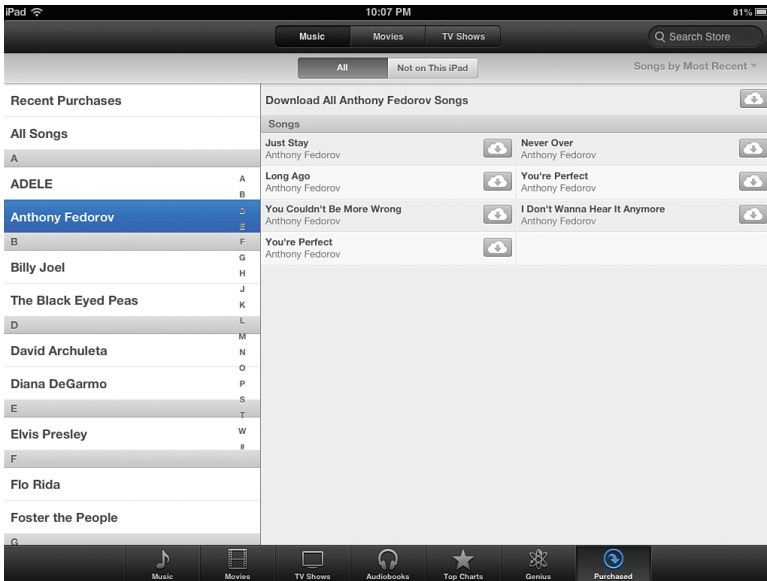 iPad 10:07 PM 81%
Music Movies TV Shows Search Store
All Not on This iPad Songs by Most Recent
Recent Purchases
All Songs
A
ADELE
Anthony Fedorov
B
Billy Joel
The Black Eyed Peas
D
David Archuleta
Diana DeGarmo
E
Elvis Presley
F
Flo Rida
Foster the People
G
A
B
D
E
F
G
H
J
K
L
M
N
O
P
S
T
W
#
Download All Anthony Fedorov Songs
Songs
Just Stay
Anthony Fedorov
Never Over
Anthony Fedorov
Long Ago
Anthony Fedorov
You're Perfect
Anthony Fedorov
You Couldn't Be More Wrong
Anthony Fedorov
I Don't Wanna Hear It Anymore
Anthony Fedorov
You're Perfect
Anthony Fedorov
Music Movies TV Shows Audiobooks Top Charts Genius Purchased